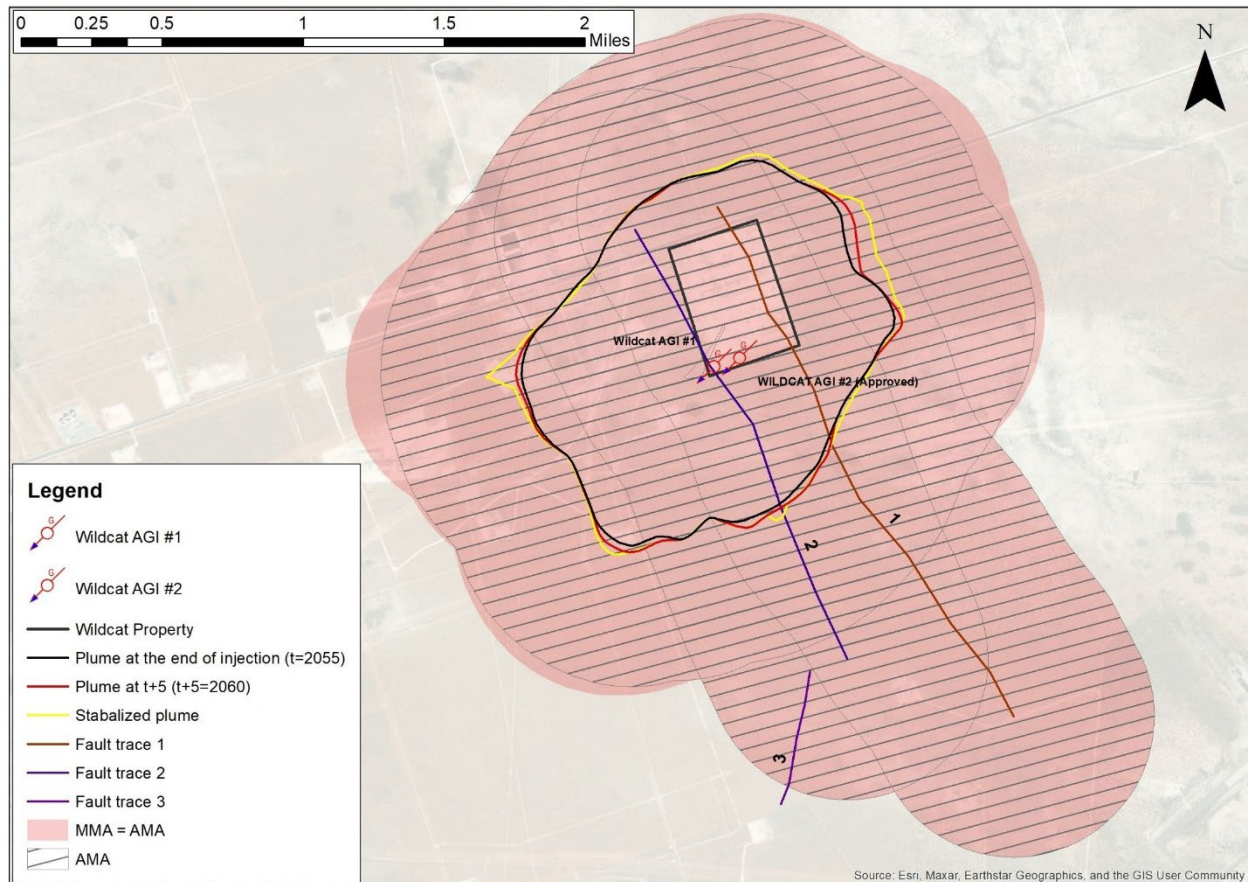 0 0.25 0.5 1 1.5 2
Miles
N
Wildcat AGI #1
G
G
WILDCAT AGI #2 (Approved)
1
2
3
Legend
G
Wildcat AGI #1
G
Wildcat AGI #2
Wildcat Property
Plume at the end of injection (t=2055)
Plume at t+5 (t+5=2060)
Stabalized plume
Fault trace 1
Fault trace 2
Fault trace 3
MMA = AMA
AMA
Source: Esri, Maxar, Earthstar Geographics, and the GIS User Community